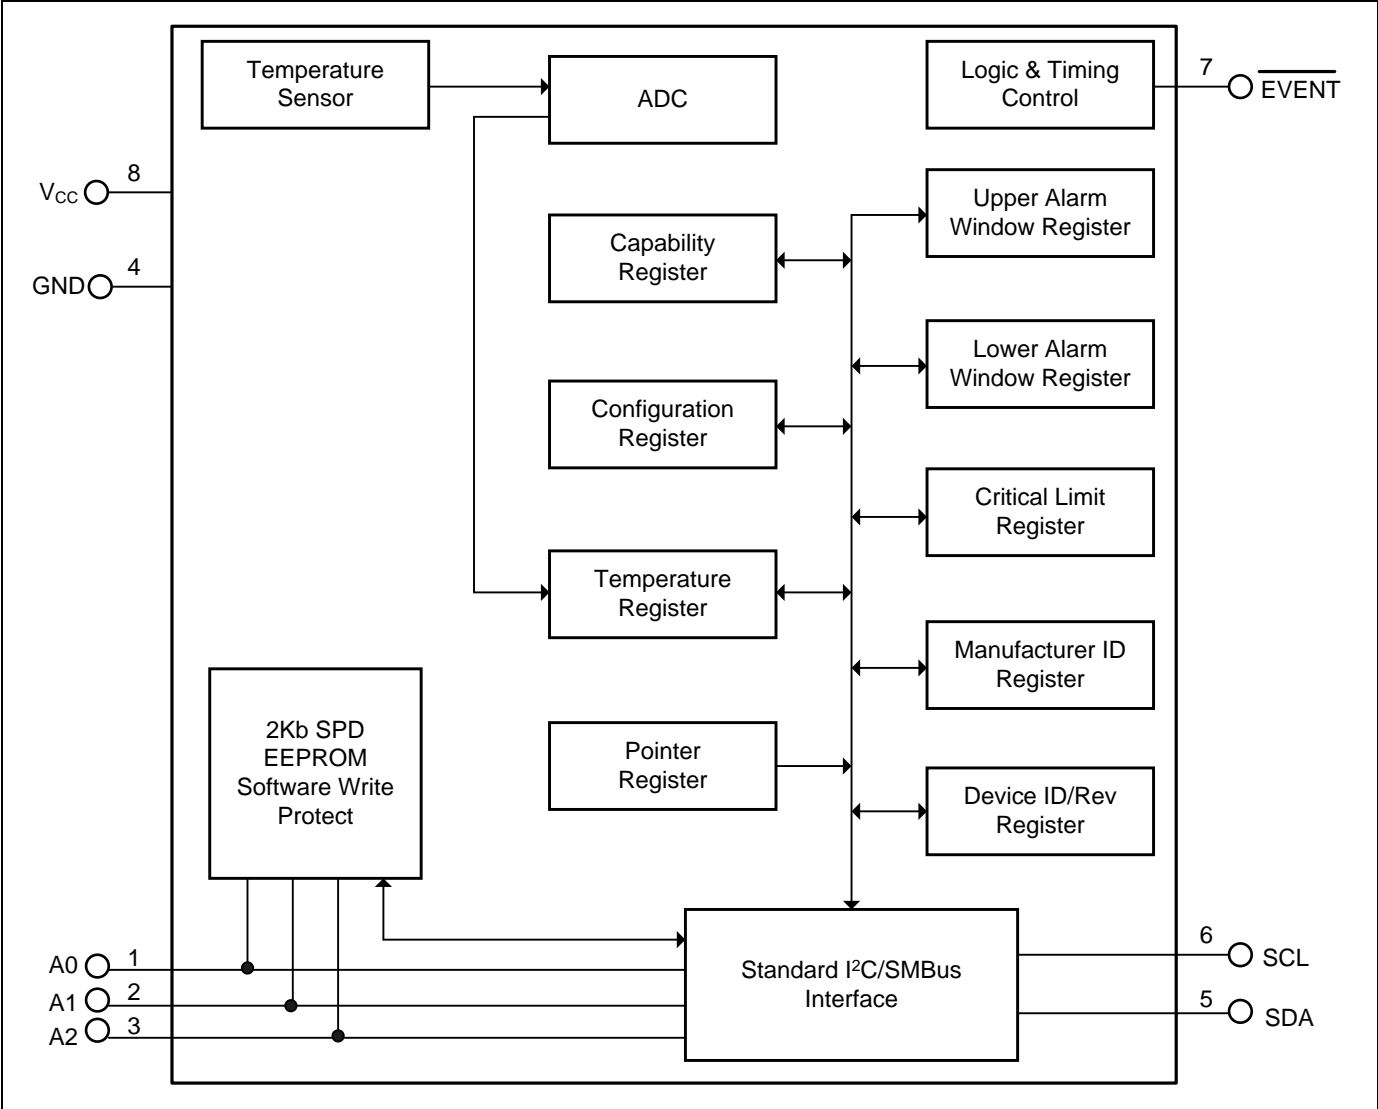 Temperature
Sensor
ADC
Logic & Timing
Control
7
EVENT
8
VCC
Upper Alarm
Window Register
Capability
Register
4
GND
Lower Alarm
Window Register
Configuration
Register
Critical Limit
Register
Temperature
Register
Manufacturer ID
Register
2Kb SPD
EEPROM
Software Write
Protect
Pointer
Register
Device ID/Rev
Register
A0
1
A1
2
A2
3
Standard I²C/SMBus
Interface
6
SCL
5
SDA